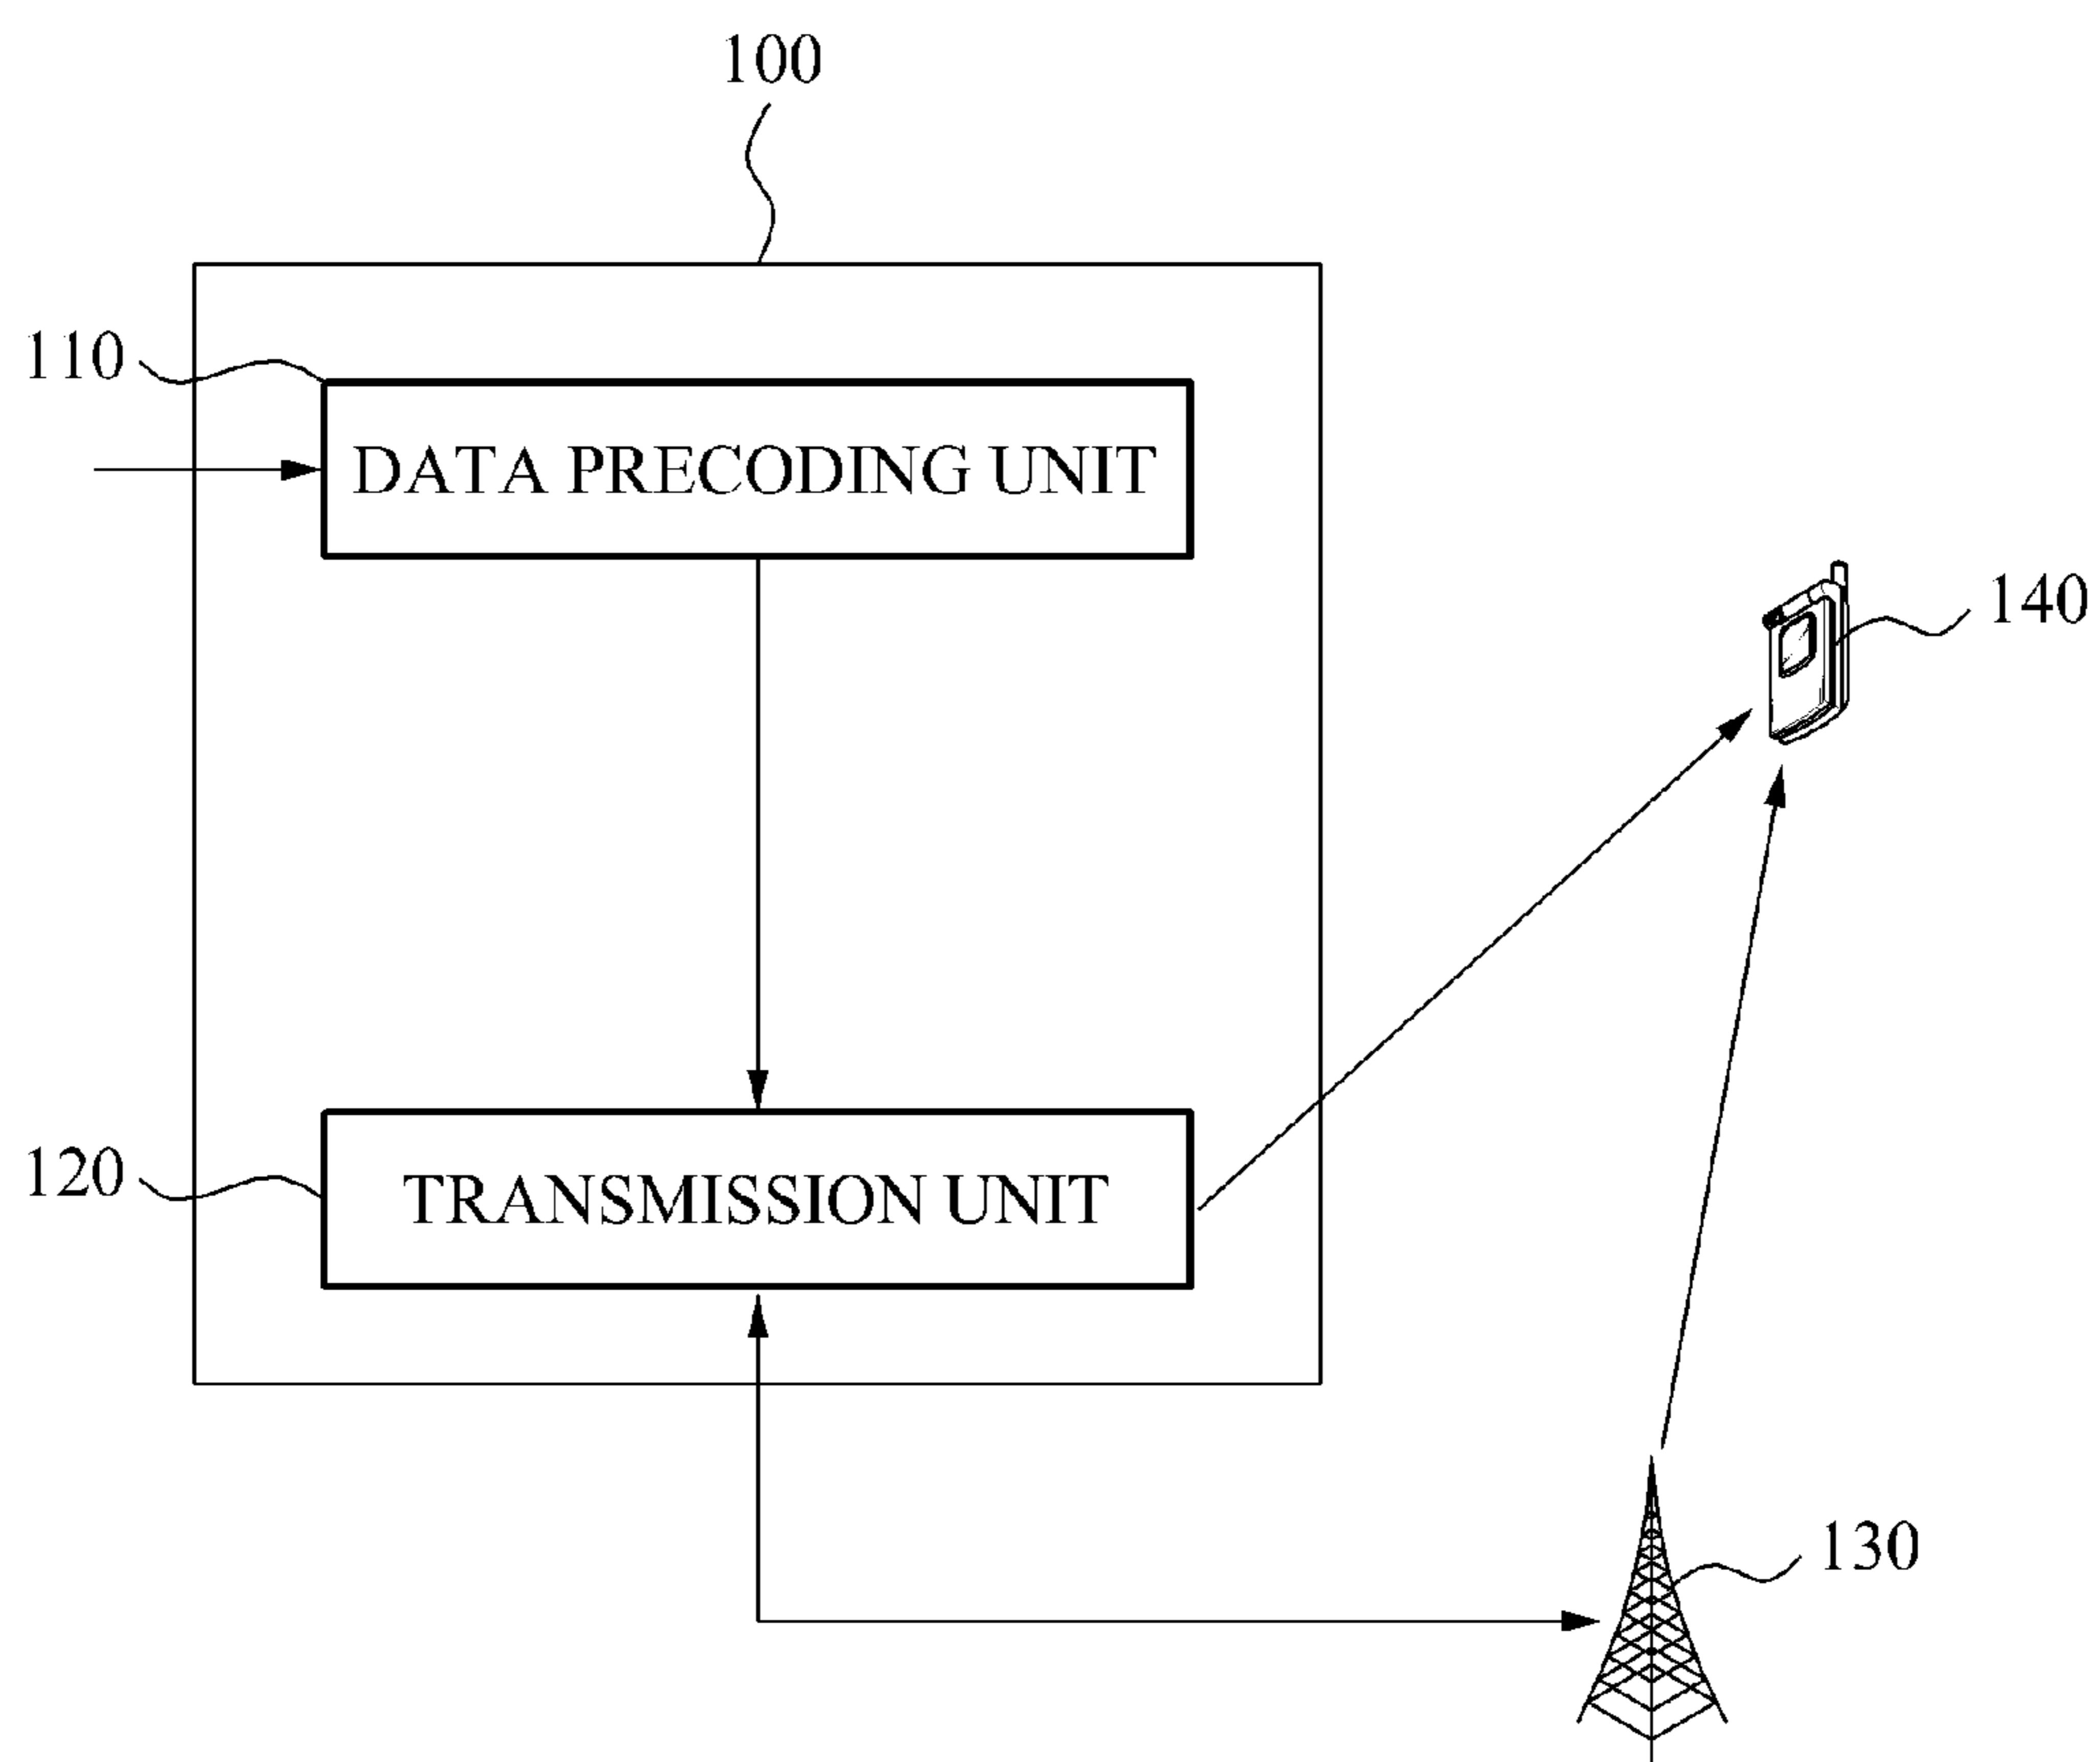 100
110
DATA PRECODING UNIT
140
120
TRANSMISSION UNIT
130